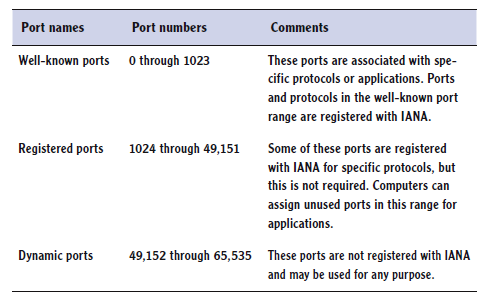 Port names Port numbers Comments
Well-known ports 0 through 1023 These ports are associated with spe-
cific protocols or applications. Ports
and protocols in the well-known port
range are registered with IANA.
Registered ports 1024 through 49,151 Some of these ports are registered
with IANA for specific protocols, but
this is not required. Computers can
assign unused ports in this range for
applications.
Dynamic ports 49,152 through 65,535 These ports are not registered with IANA
and may be used for any purpose.